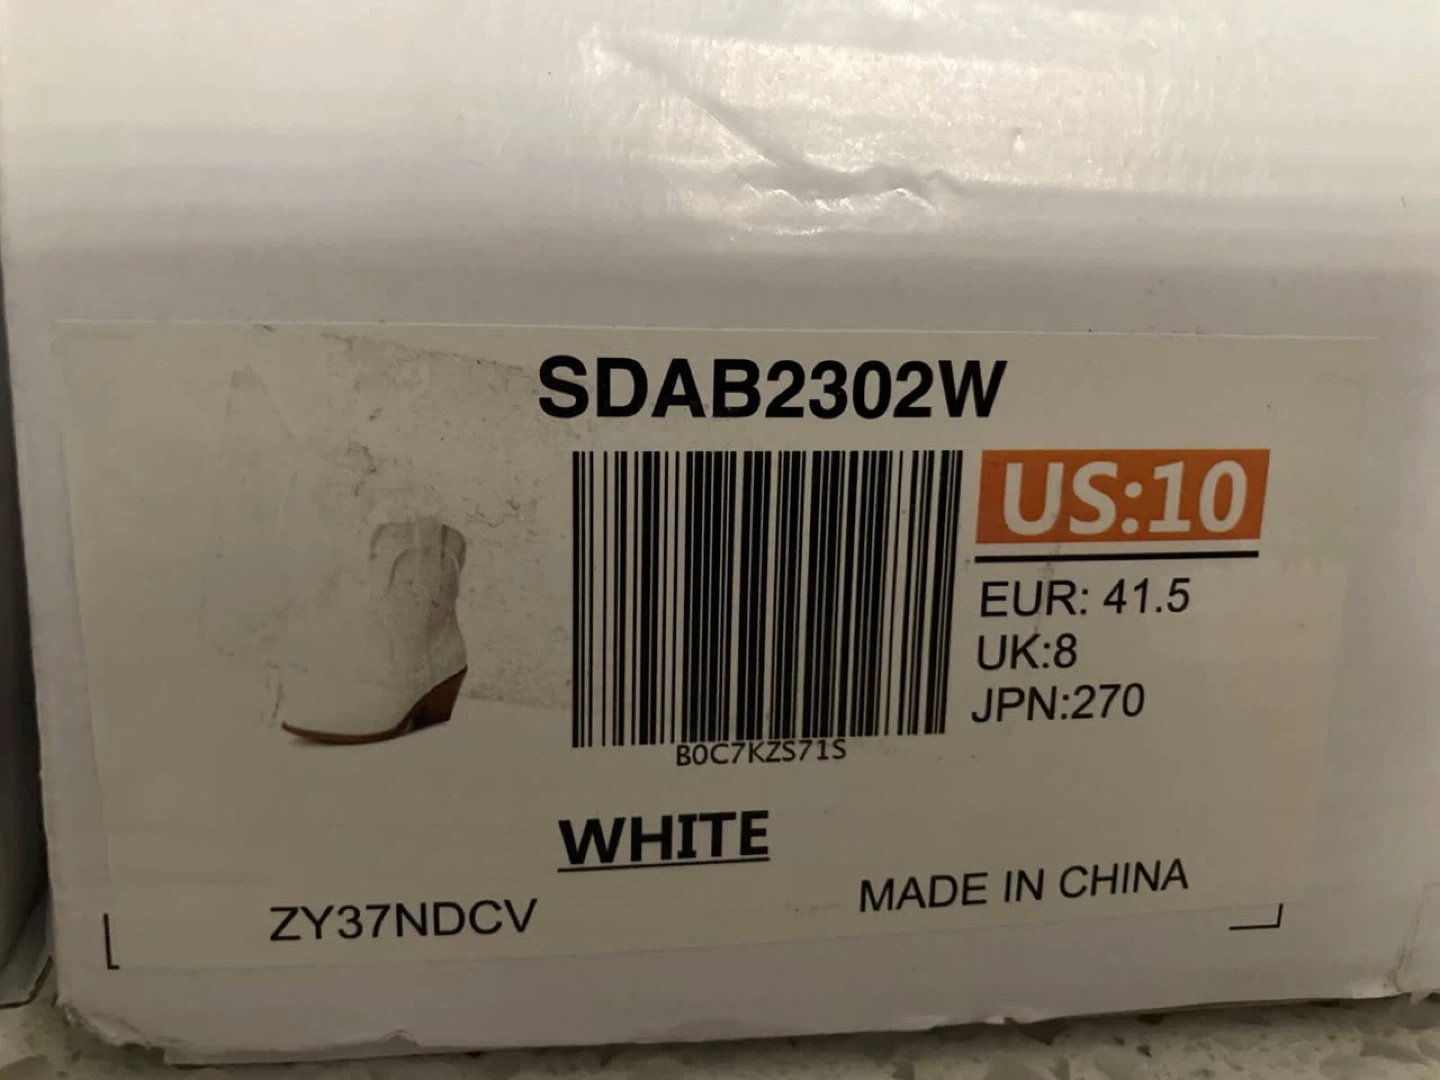 SDAB2302W
US:10
EUR: 41.5
UK:8
JPN:270
B0C7KZS71S
WHITE
ZY37NDCV
MADE IN CHINA